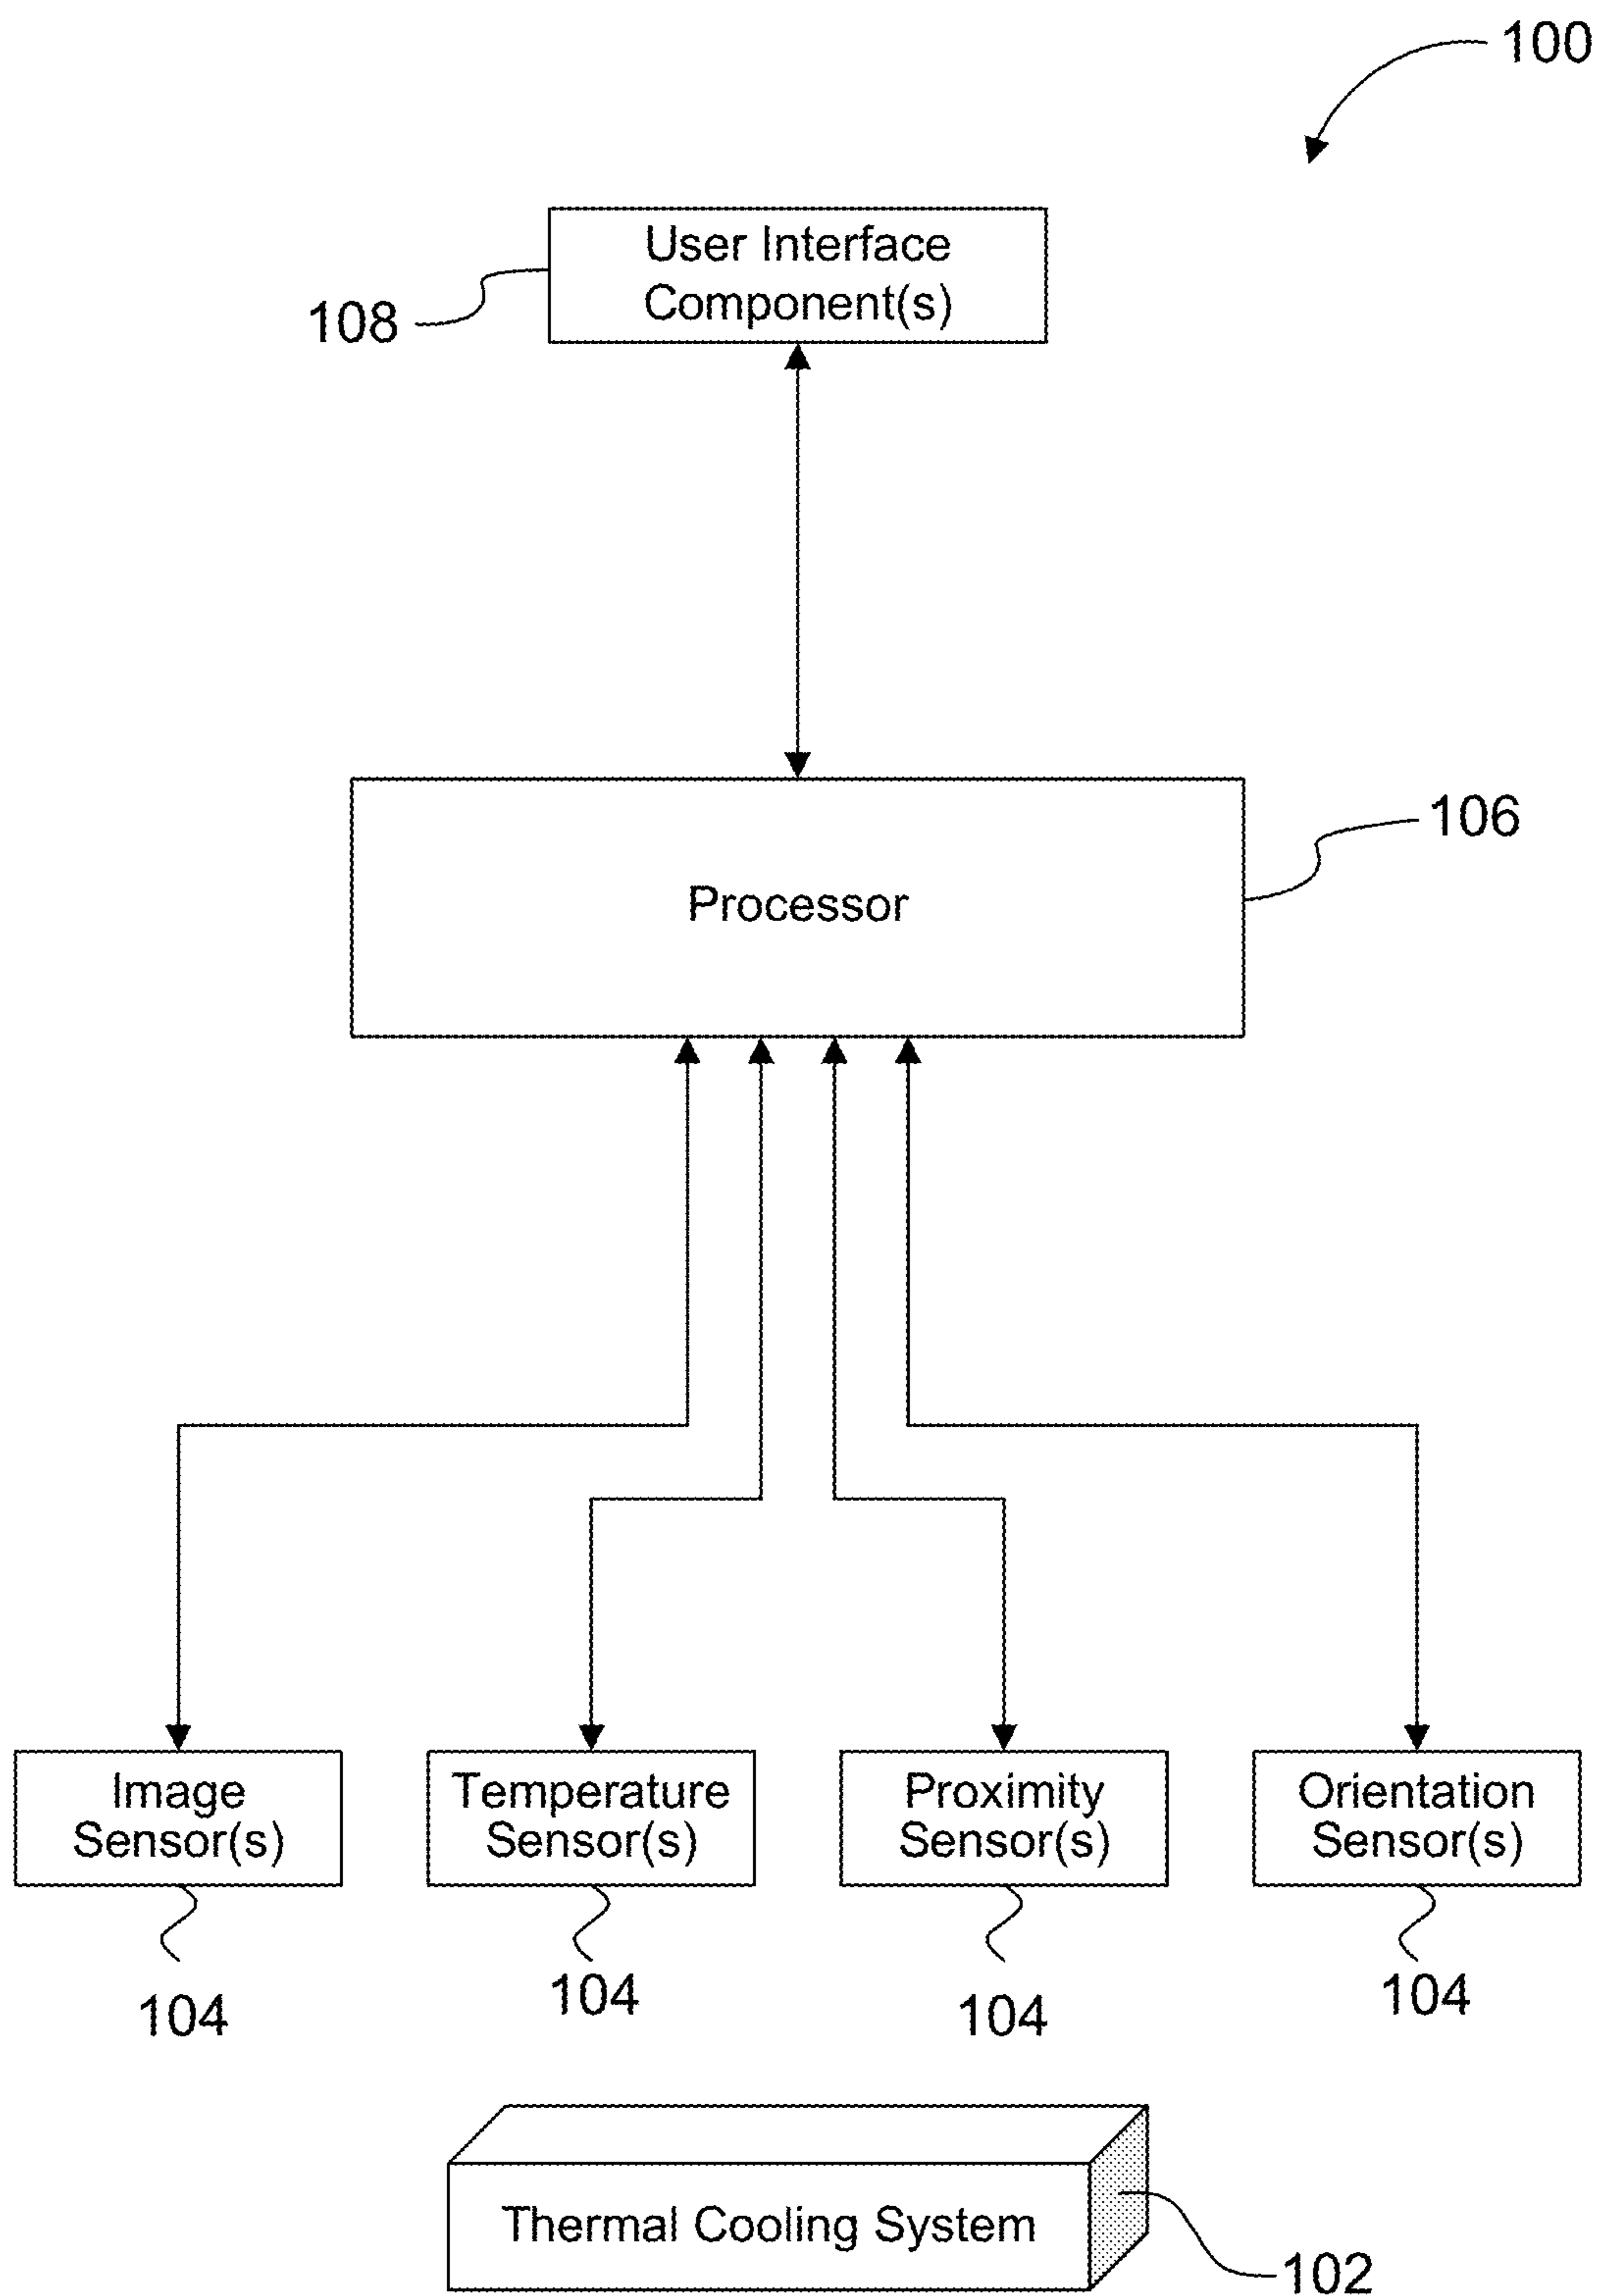 100
User Interface
Component(s)
108
106
Processor
Image
Sensor(s)
Temperature
Sensor(s)
Proximity
Sensor(s)
Orientation
Sensor(s)
104
104
104
104
Thermal Cooling System
102